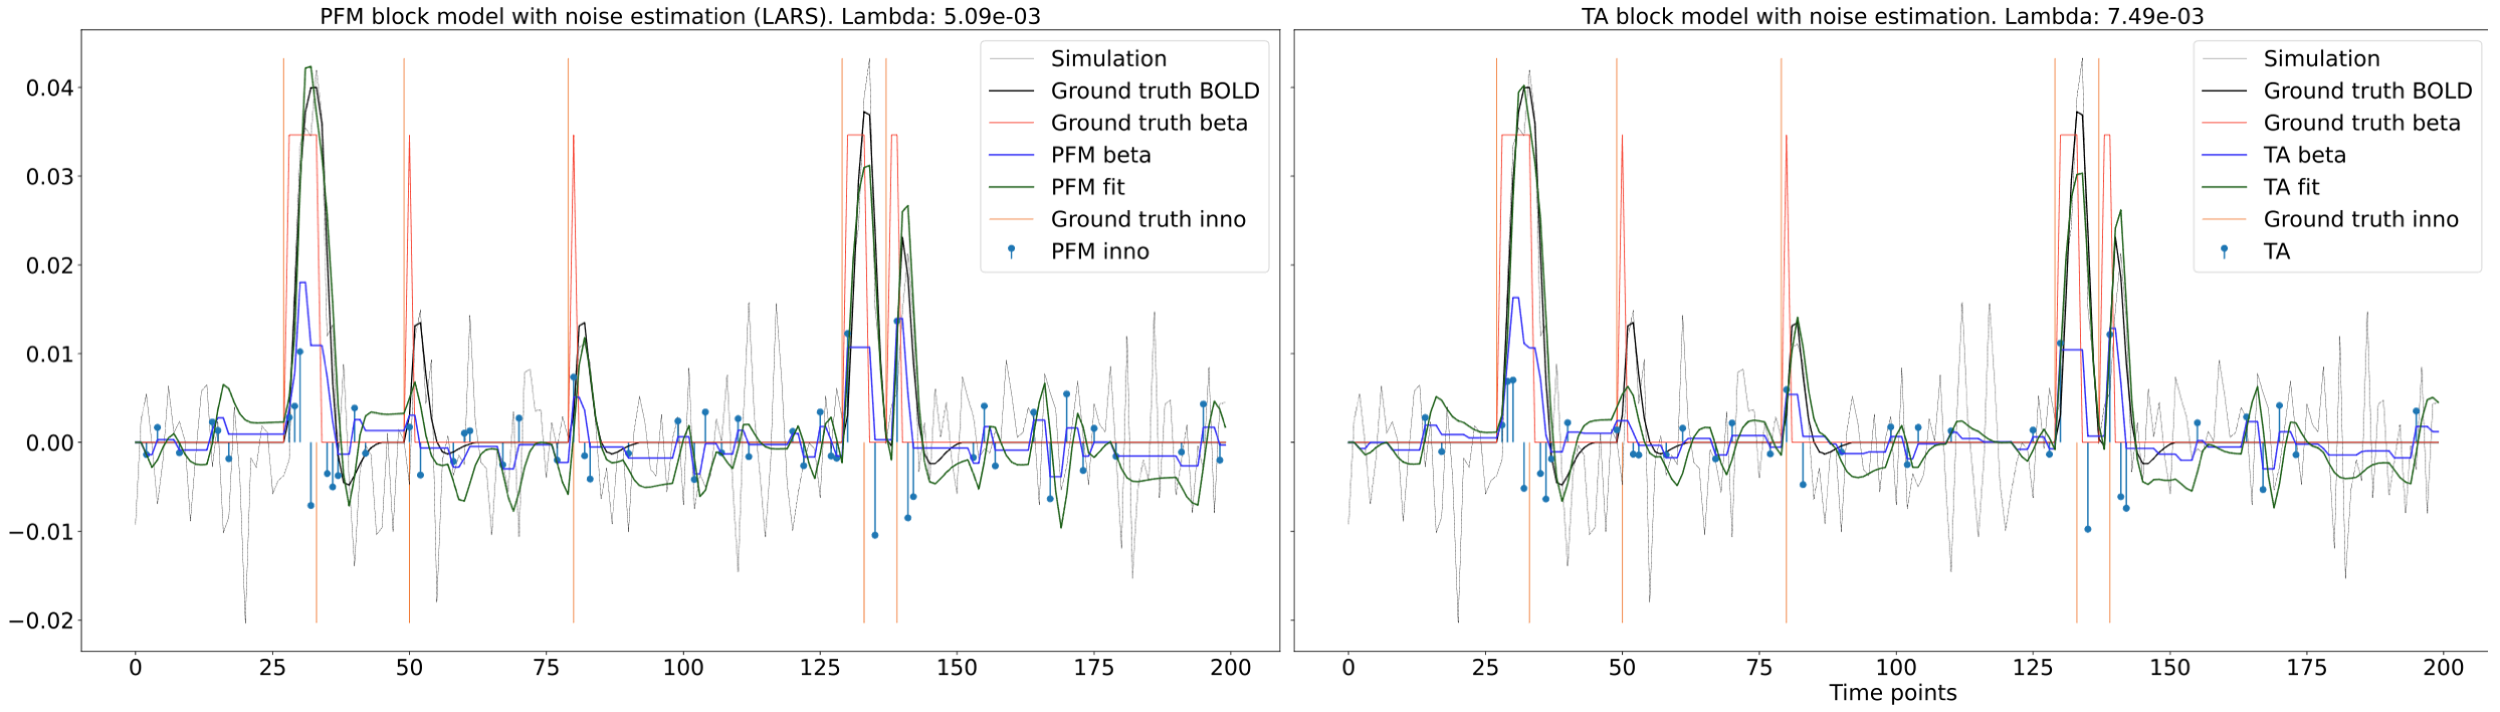 PFM block model with noise estimation (LARS). Lambda: 5.09e-03
Simulation
Ground truth BOLD
Ground truth beta
PFM beta
PFM fit
Ground truth inno
PFM inno
0.04
0.03
0.02
0.01
0.00
−0.01
−0.02
0 25 50 75 100 125 150 175 200
TA block model with noise estimation. Lambda: 7.49e-03
Simulation
Ground truth BOLD
Ground truth beta
TA beta
TA fit
Ground truth inno
TA
0 25 50 75 100 125 150 175 200
Time points